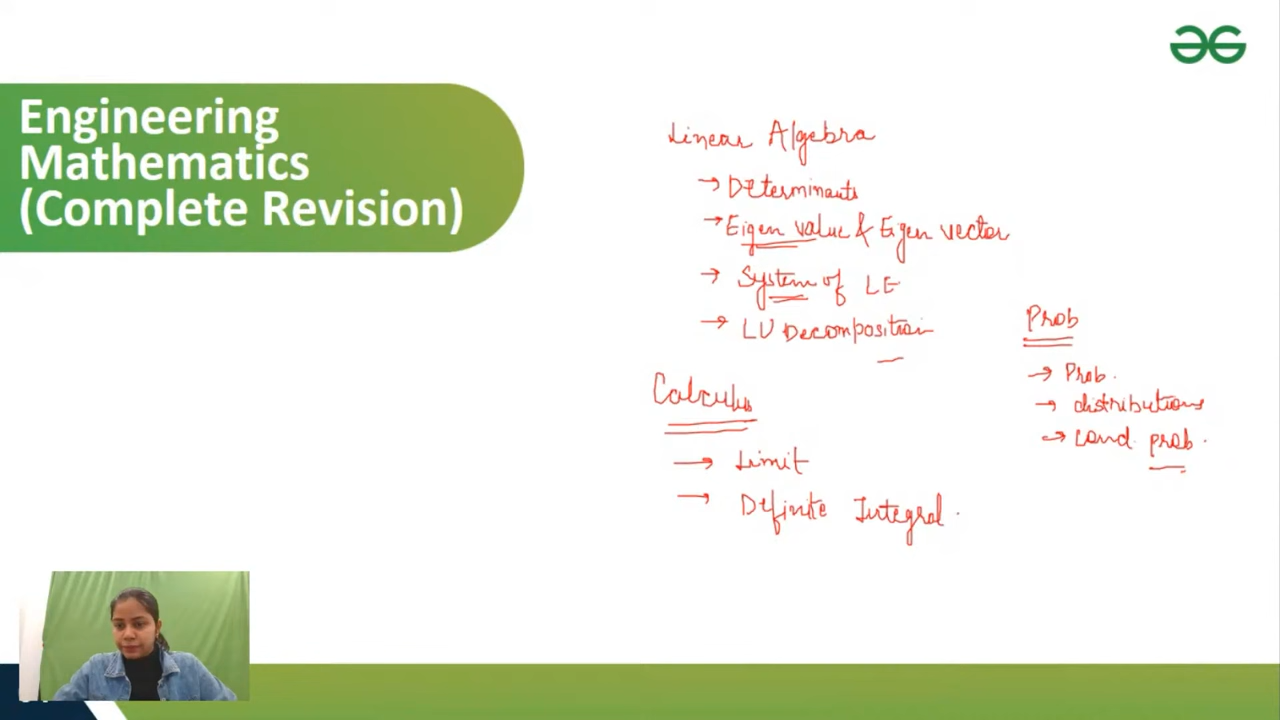 Engineering
Mathematics
(Complete Revision)
Linear Algebra
→ Determinants
→ Eigen value & Eigen vector
→ System of LE
→ LU Decomposition
Calculus
→ Limit
→ Definite Integral.
Prob
→ Prob.
→ distributions
→ Cond. prob.